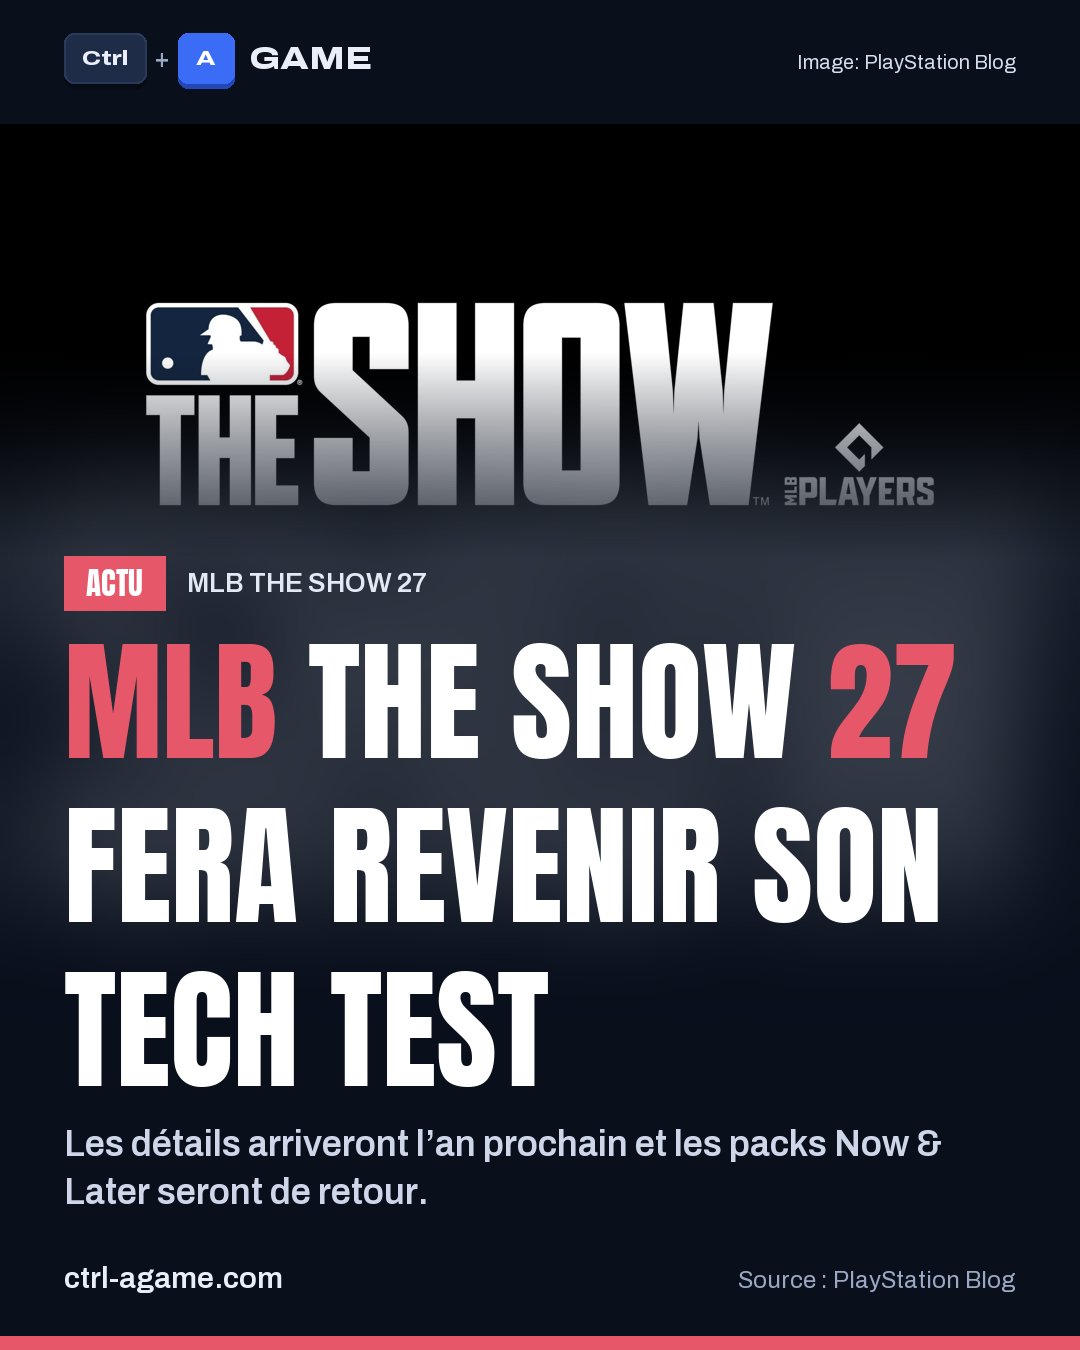 Ctrl + A GAME
Image: PlayStation Blog
THE SHOW ™
MLB PLAYERS
ACTU MLB THE SHOW 27
MLB THE SHOW 27
FERA REVENIR SON
TECH TEST
Les détails arriveront l’an prochain et les packs Now &
Later seront de retour.
ctrl-agame.com
Source : PlayStation Blog